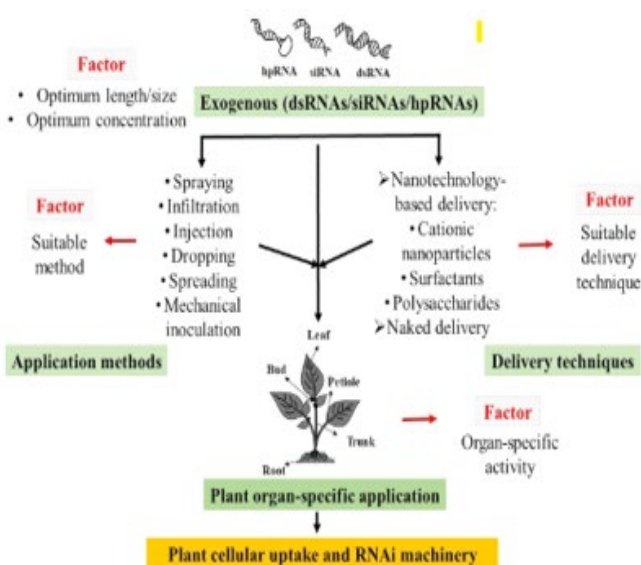 hpRNA siRNA dsRNA
Exogenous (dsRNAs/siRNAs/hpRNAs)
Factor
• Optimum length/size
• Optimum concentration
•Spraying
•Infiltration
•Injection
•Dropping
•Spreading
•Mechanical
inoculation
Factor
Suitable
method
Application methods
➢Nanotechnology-
based delivery:
•Cationic
nanoparticles
•Surfactants
•Polysaccharides
➢Naked delivery
Factor
Suitable
delivery
technique
Delivery techniques
Leaf
Bud
Petiole
Trunk
Root
Factor
Organ-specific
activity
Plant organ-specific application
Plant cellular uptake and RNAi machinery